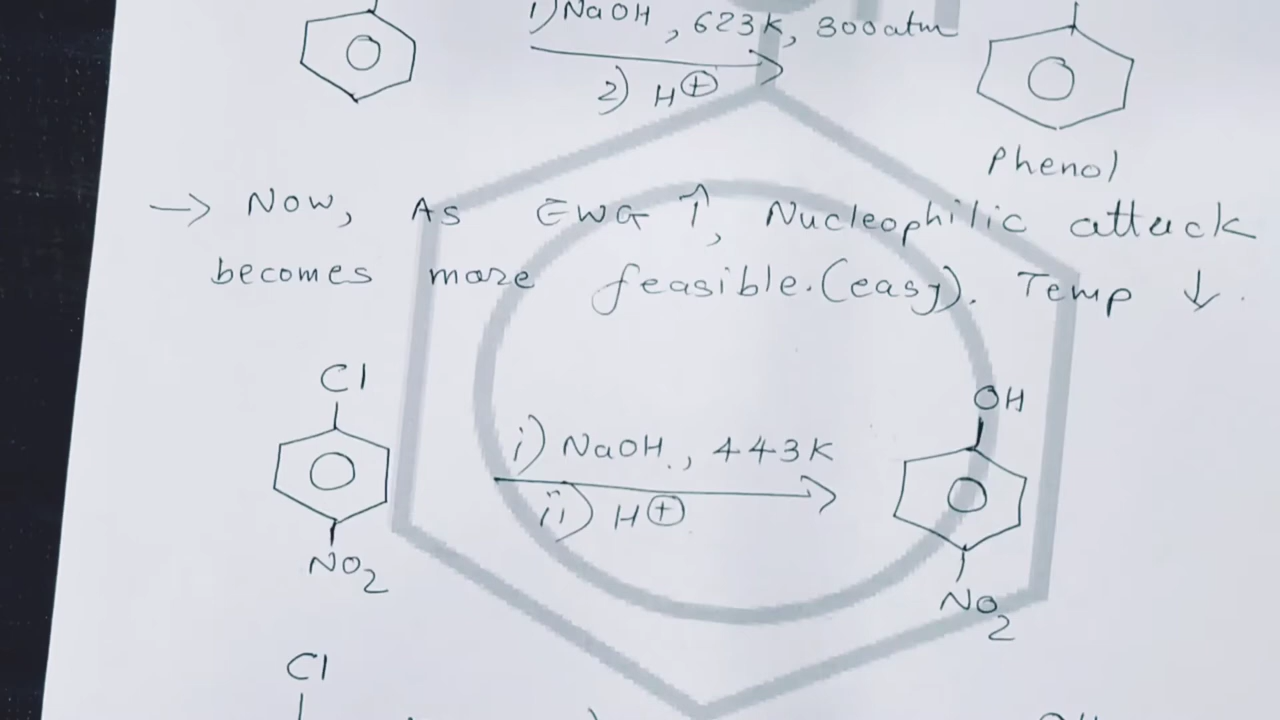 1) NaOH, 623K, 300atm
2) H⊕
Phenol
→ Now, As EWG ↑, Nucleophilic attack
becomes more feasible.(easy). Temp ↓.
Cl
OH
i) NaOH., 443K
ii) H⊕
NO2
NO2
Cl
OH